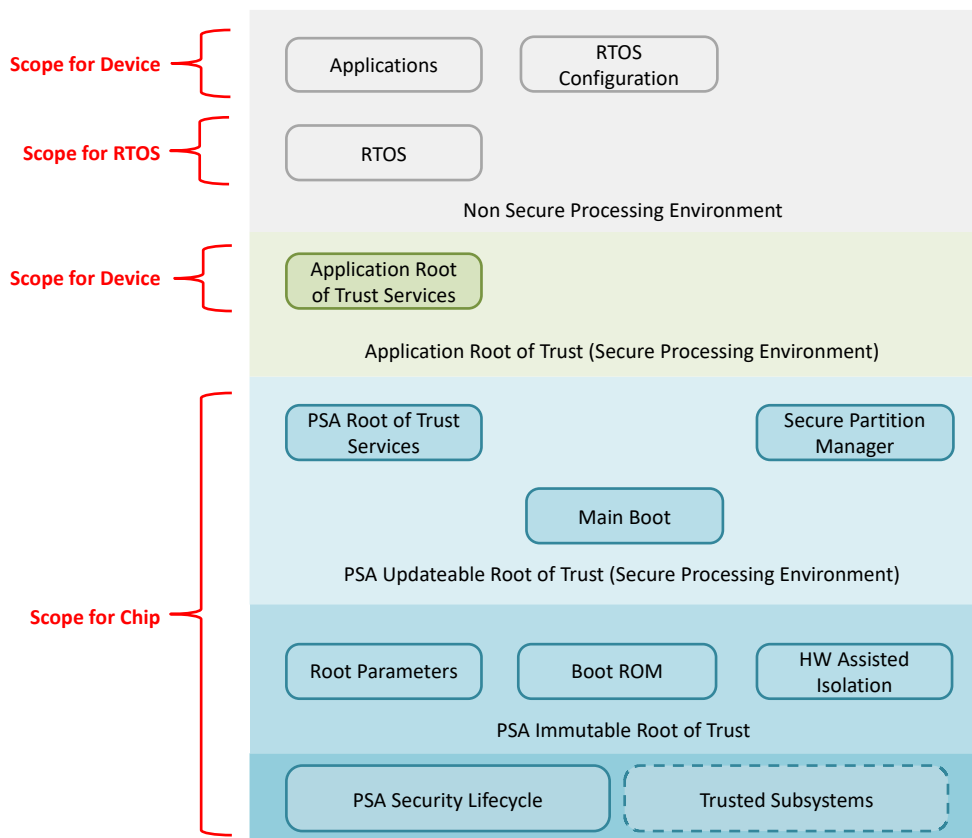 Scope for Device
Applications
RTOS
Configuration
Scope for RTOS
RTOS
Non Secure Processing Environment
Scope for Device
Application Root
of Trust Services
Application Root of Trust (Secure Processing Environment)
PSA Root of Trust
Services
Secure Partition
Manager
Main Boot
PSA Updateable Root of Trust (Secure Processing Environment)
Scope for Chip
Root Parameters
Boot ROM
HW Assisted
Isolation
PSA Immutable Root of Trust
PSA Security Lifecycle
Trusted Subsystems